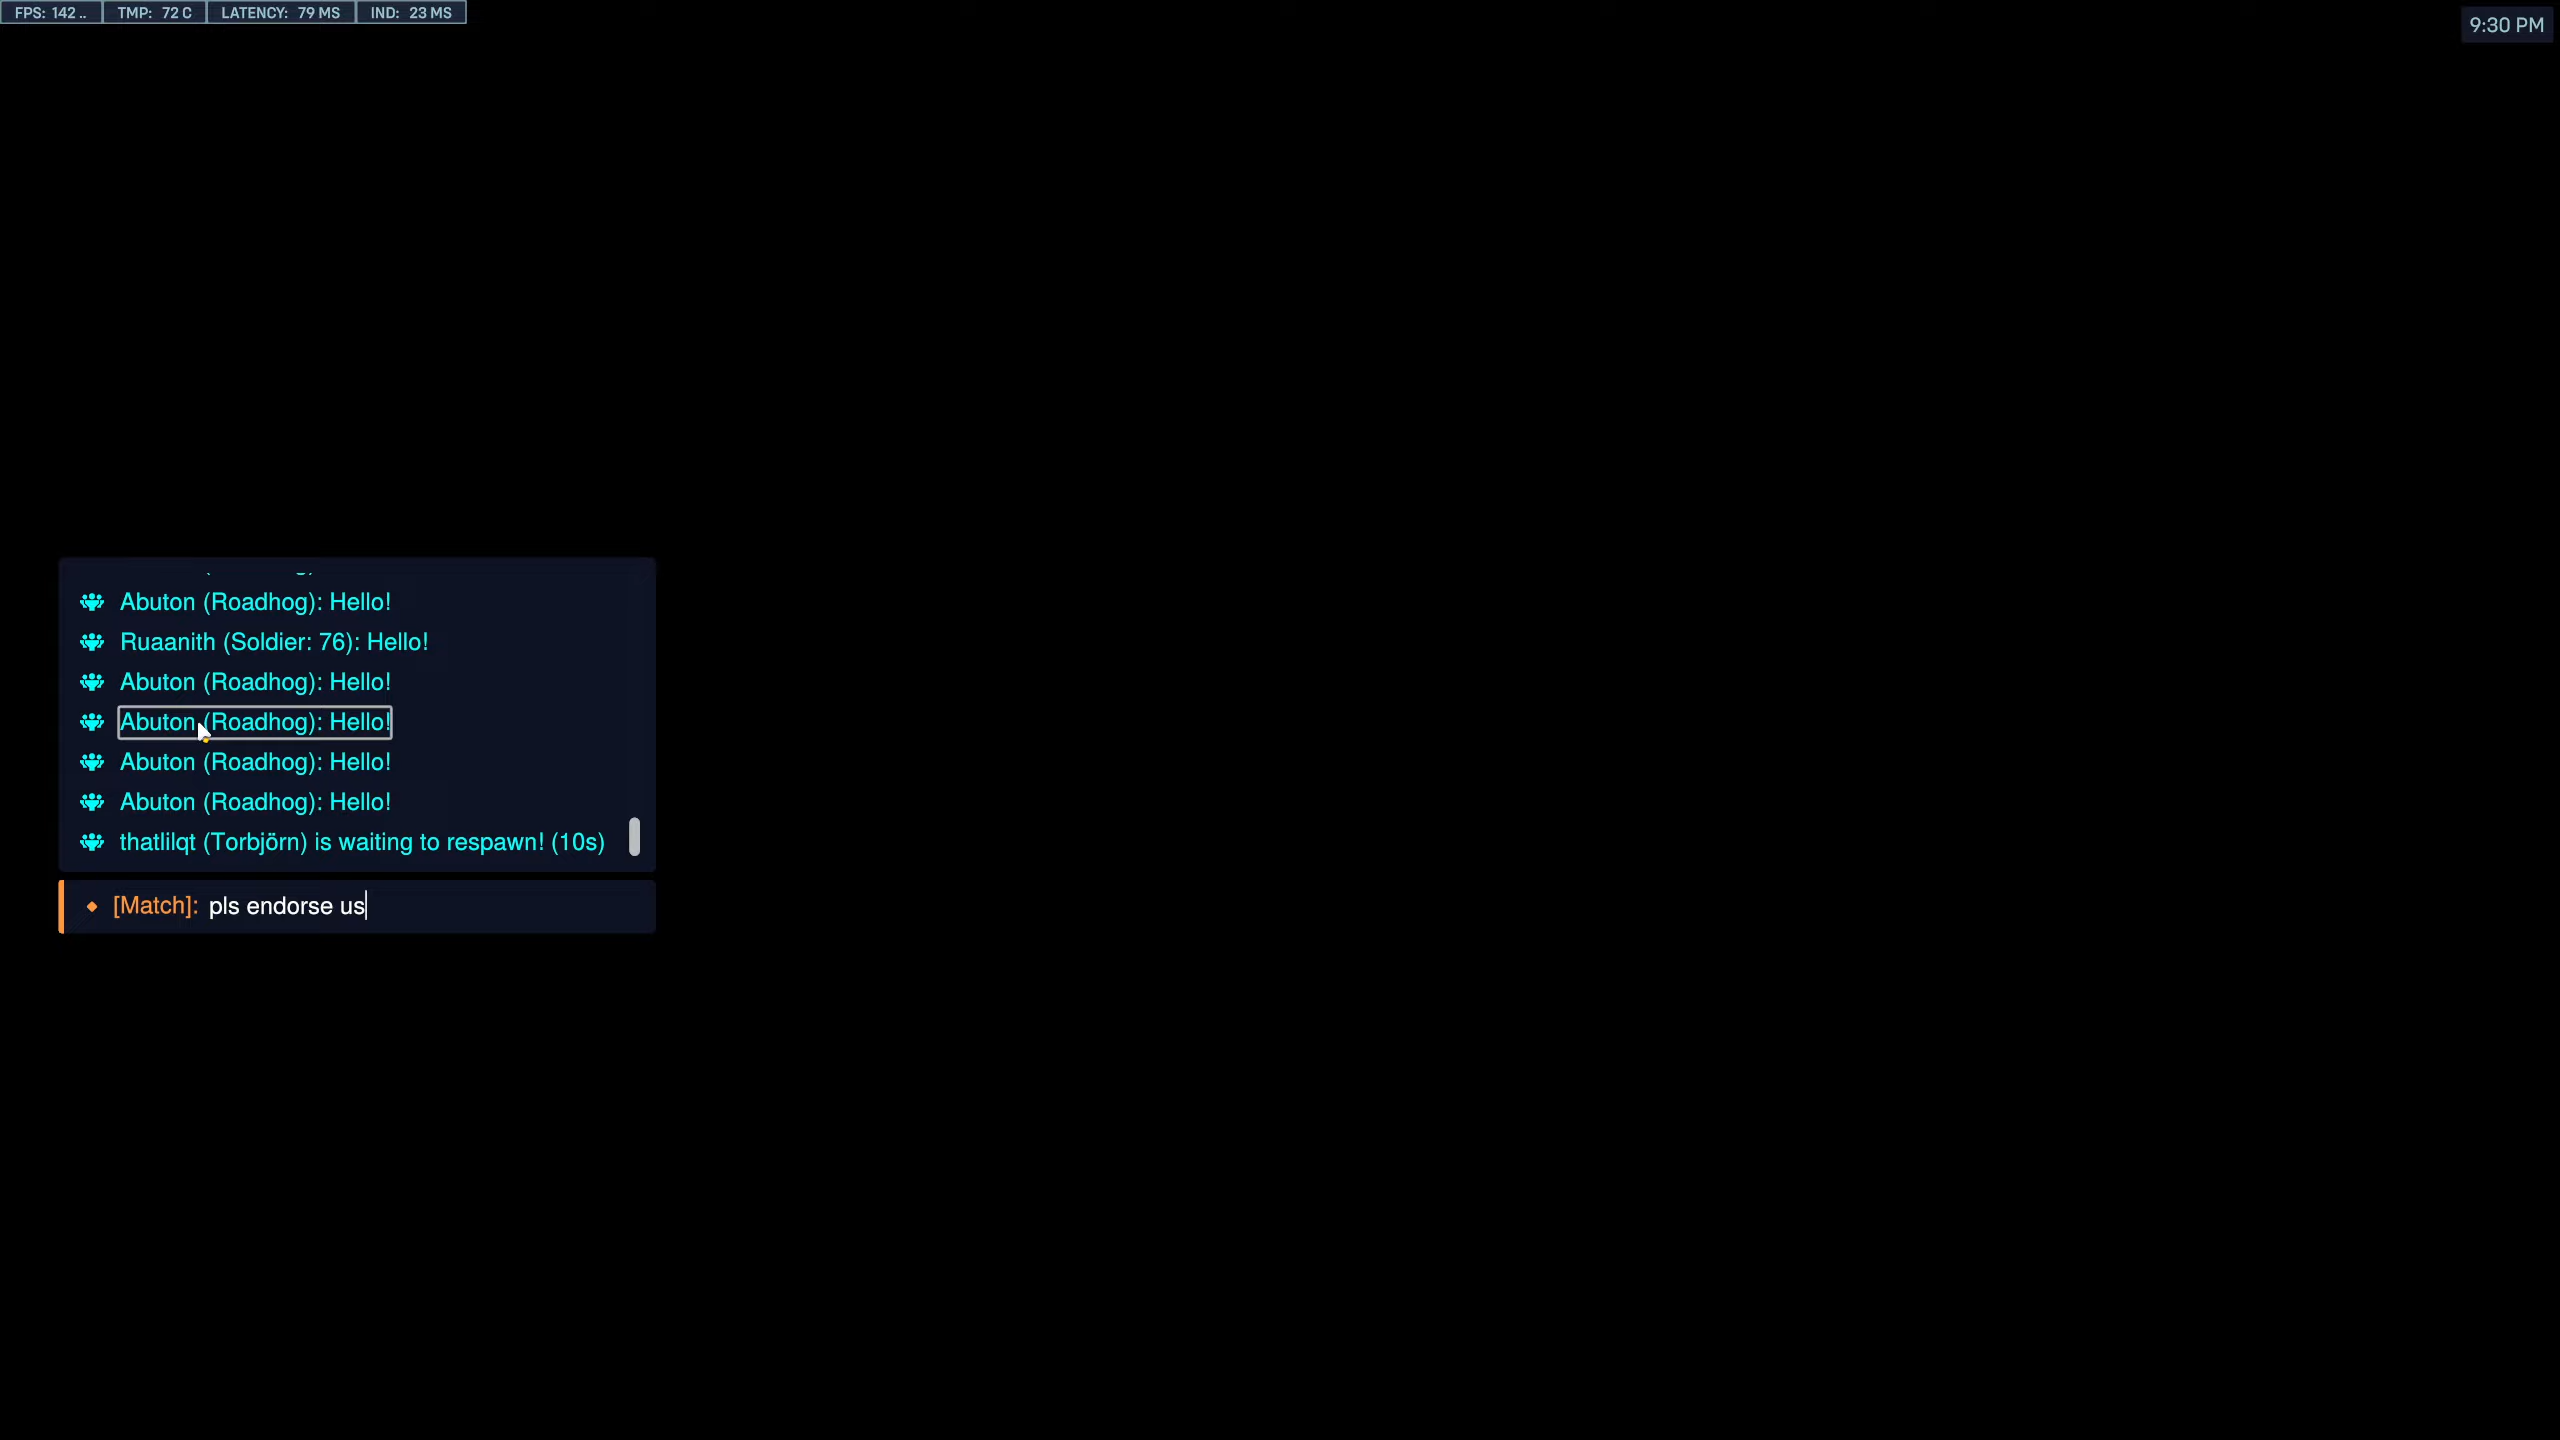 FPS: 142 .. TMP: 72 C LATENCY: 79 MS IND: 23 MS
9:30 PM
Abuton (Roadhog): Hello!
Ruaanith (Soldier: 76): Hello!
Abuton (Roadhog): Hello!
Abuton (Roadhog): Hello!
Abuton (Roadhog): Hello!
Abuton (Roadhog): Hello!
thatlilqt (Torbjörn) is waiting to respawn! (10s)
[Match]: pls endorse us